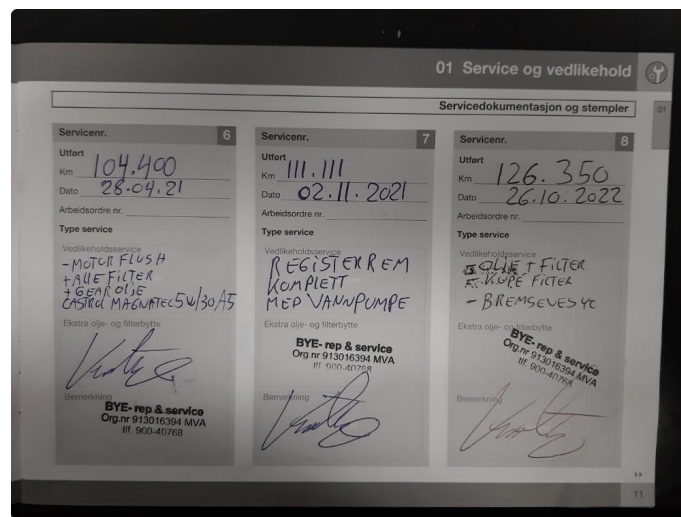 01 Service og vedlikehold
Servicedokumentasjon og stempler
01
Servicenr. 6
Utført
Km 104.400
Dato 28.04.21
Arbeidsordre nr.
Type service
Vedlikeholdsservice
- MOTOR FLUSH
+ ALLE FILTER
+ GEAR OLJE
CASTROL MAGNATEC 5W/30 A5
Ekstra olje- og filterbytte
Bemerkning
BYE- rep & service
Org.nr 913016394 MVA
tlf. 900-40768
Servicenr. 7
Utført
Km 111.111
Dato 02.11.2021
Arbeidsordre nr.
Type service
Vedlikeholdsservice
REGISTERREM
KOMPLETT
MED VANNPUMPE
Ekstra olje- og filterbytte
BYE- rep & service
Org.nr 913016394 MVA
tlf. 900-40768
Bemerkning
Servicenr. 8
Utført
Km 126.350
Dato 26.10.2022
Arbeidsordre nr.
Type service
Vedlikeholdsservice
OLJE + FILTER
KUPE FILTER
- BREMSEVESKE
Ekstra olje- og filterbytte
BYE- rep & service
Org.nr 913016394 MVA
tlf. 900-40768
Bemerkning
>>
11